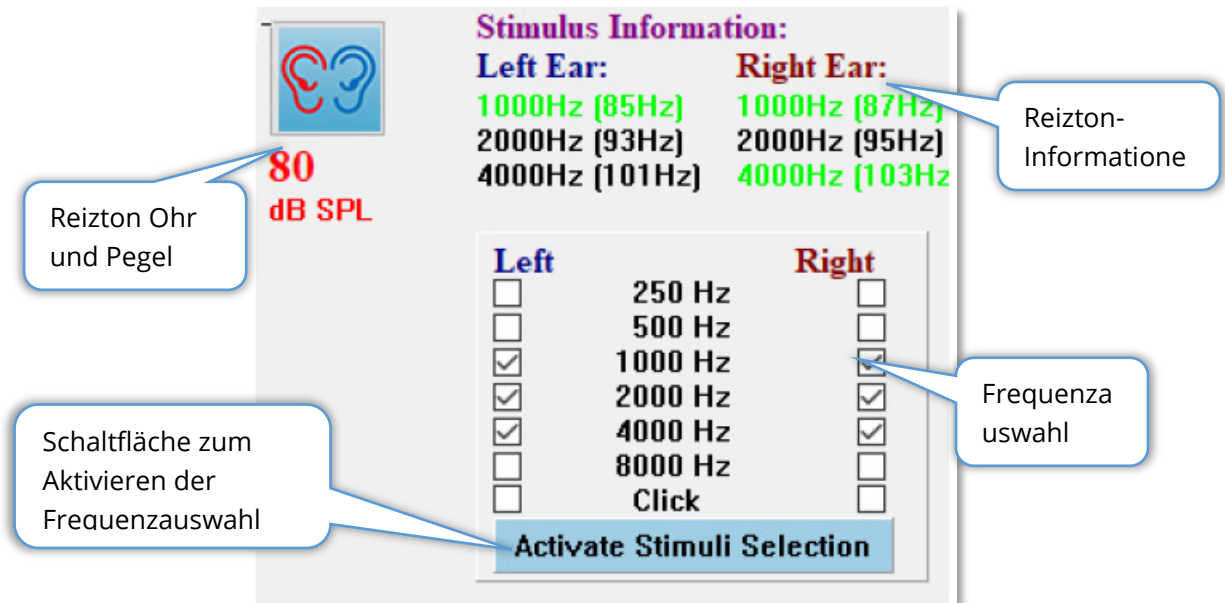 Stimulus Information:
Left Ear: Right Ear:
1000Hz (85Hz) 1000Hz (87Hz)
2000Hz (93Hz) 2000Hz (95Hz)
4000Hz (101Hz) 4000Hz (103Hz
80
dB SPL
Reizton-
Informatione
Reizton Ohr
und Pegel
Left Right
250 Hz
500 Hz
1000 Hz
2000 Hz
4000 Hz
8000 Hz
Click
Activate Stimuli Selection
Frequenza
uswahl
Schaltfläche zum
Aktivieren der
Frequenzauswahl